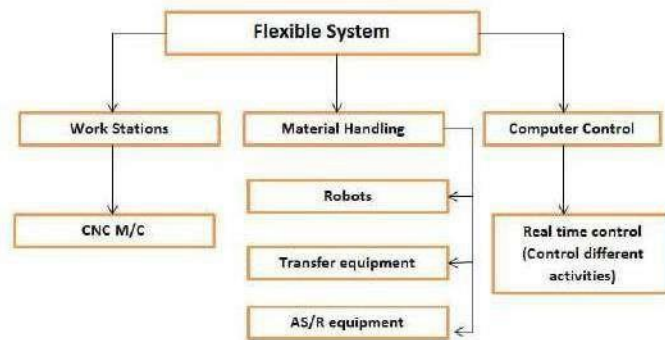 Flexible System
Work Stations
Material Handling
Computer Control
Robots
CNC M/C
Real time control
(Control different
activities)
Transfer equipment
AS/R equipment